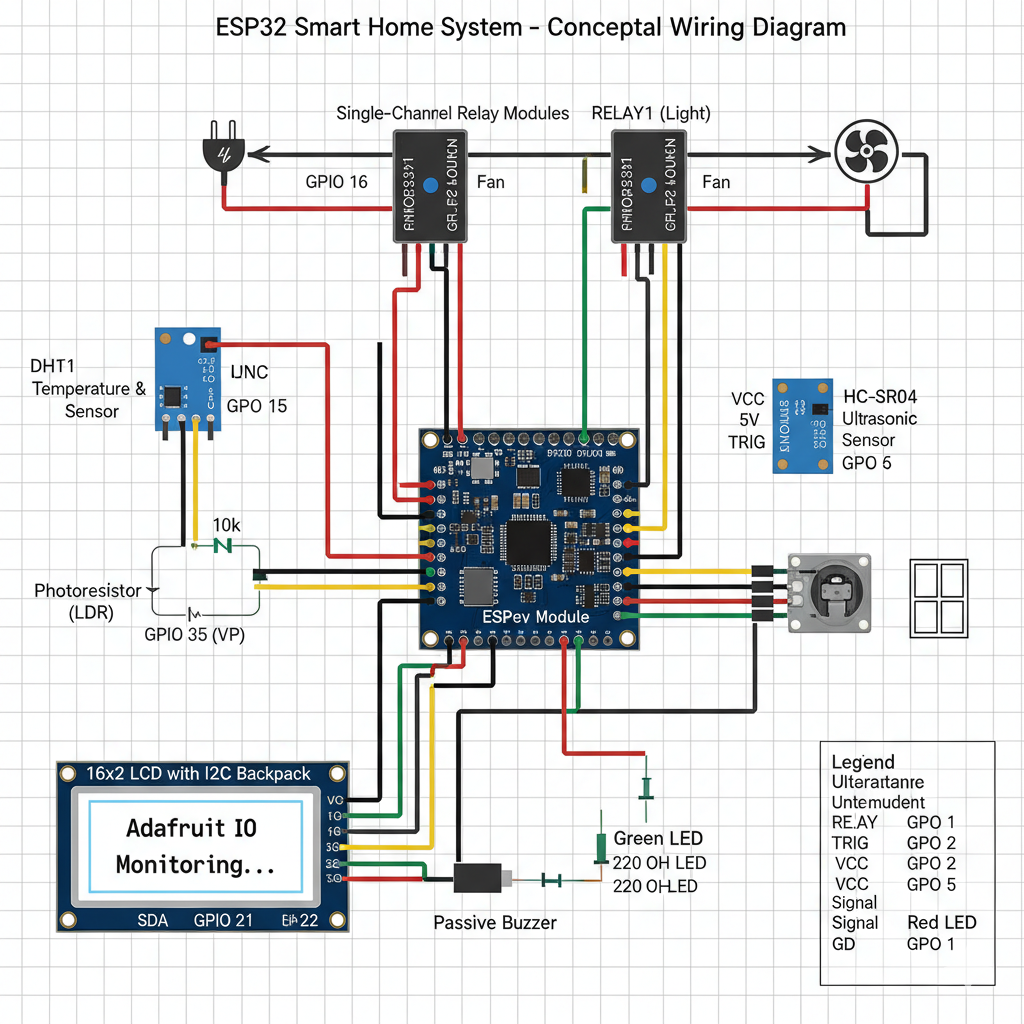 ESP32 Smart Home System – Conceptal Wiring Diagram
Single-Channel Relay Modules
RELAY1 (Light)
GPIO 16
Fan
Fan
DHT1
Temperature &
Sensor
GPO 15
VCC
5V
TRIG
HC-SR04
Ultrasonic
Sensor
GPO 5
10k
Photoresistor
(LDR)
GPIO 35 (VP)
ESPev Module
16x2 LCD with I2C Backpack
VC
Adafruit IO
Monitoring...
SDA GPIO 21
22
Green LED
220 OH LED
220 OHLED
Passive Buzzer
Legiend
Ulterartanre
Untemudent
RE.AY GPO 1
TRIG GPO 2
VCC GPO 2
VCC GPO 5
Signal
Signal Red LED
GD GPO 1